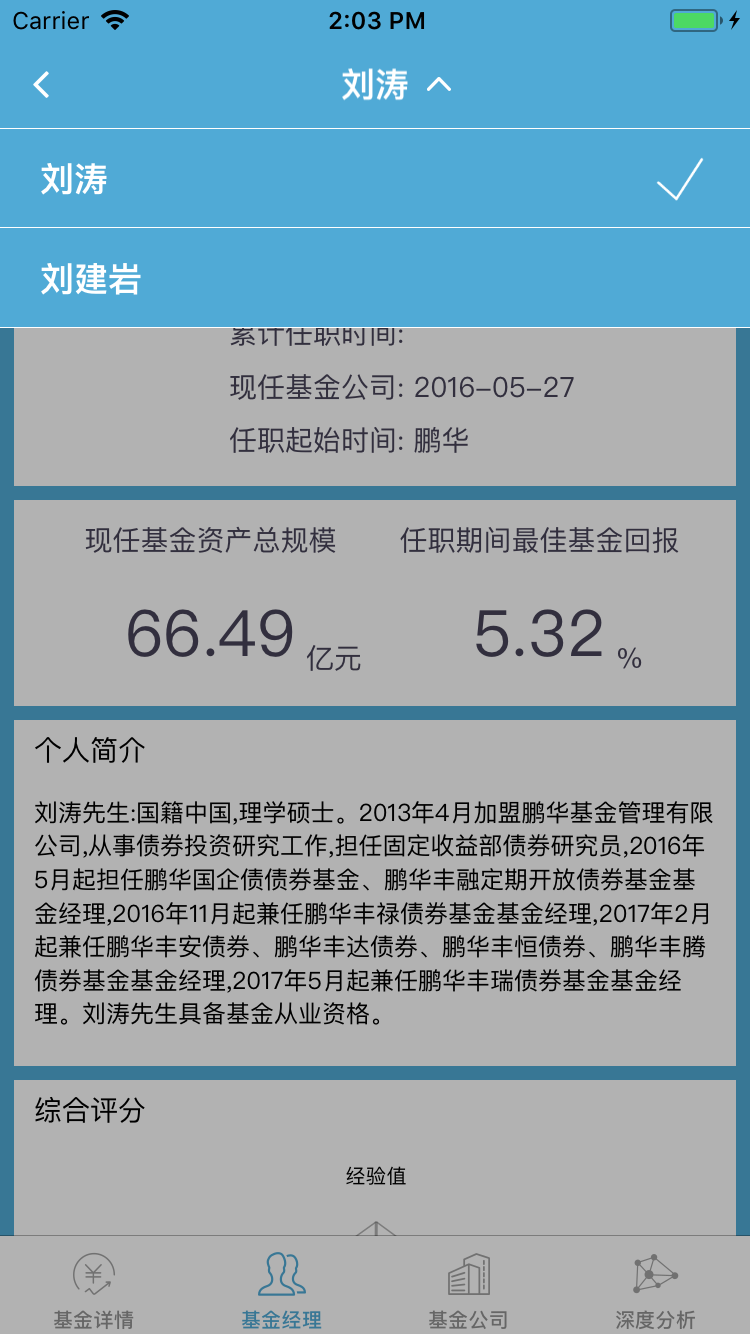 Carrier 2:03 PM
刘涛
刘涛
刘建岩
累计任职时间:
现任基金公司: 2016-05-27
任职起始时间: 鹏华
现任基金资产总规模 任职期间最佳基金回报
66.49 亿元 5.32 %
个人简介
刘涛先生:国籍中国,理学硕士。2013年4月加盟鹏华基金管理有限
公司,从事债券投资研究工作,担任固定收益部债券研究员,2016年
5月起担任鹏华国企债债券基金、鹏华丰融定期开放债券基金基
金经理,2016年11月起兼任鹏华丰禄债券基金基金经理,2017年2月
起兼任鹏华丰安债券、鹏华丰达债券、鹏华丰恒债券、鹏华丰腾
债券基金基金经理,2017年5月起兼任鹏华丰瑞债券基金基金经
理。刘涛先生具备基金从业资格。
综合评分
经验值
基金详情 基金经理 基金公司 深度分析